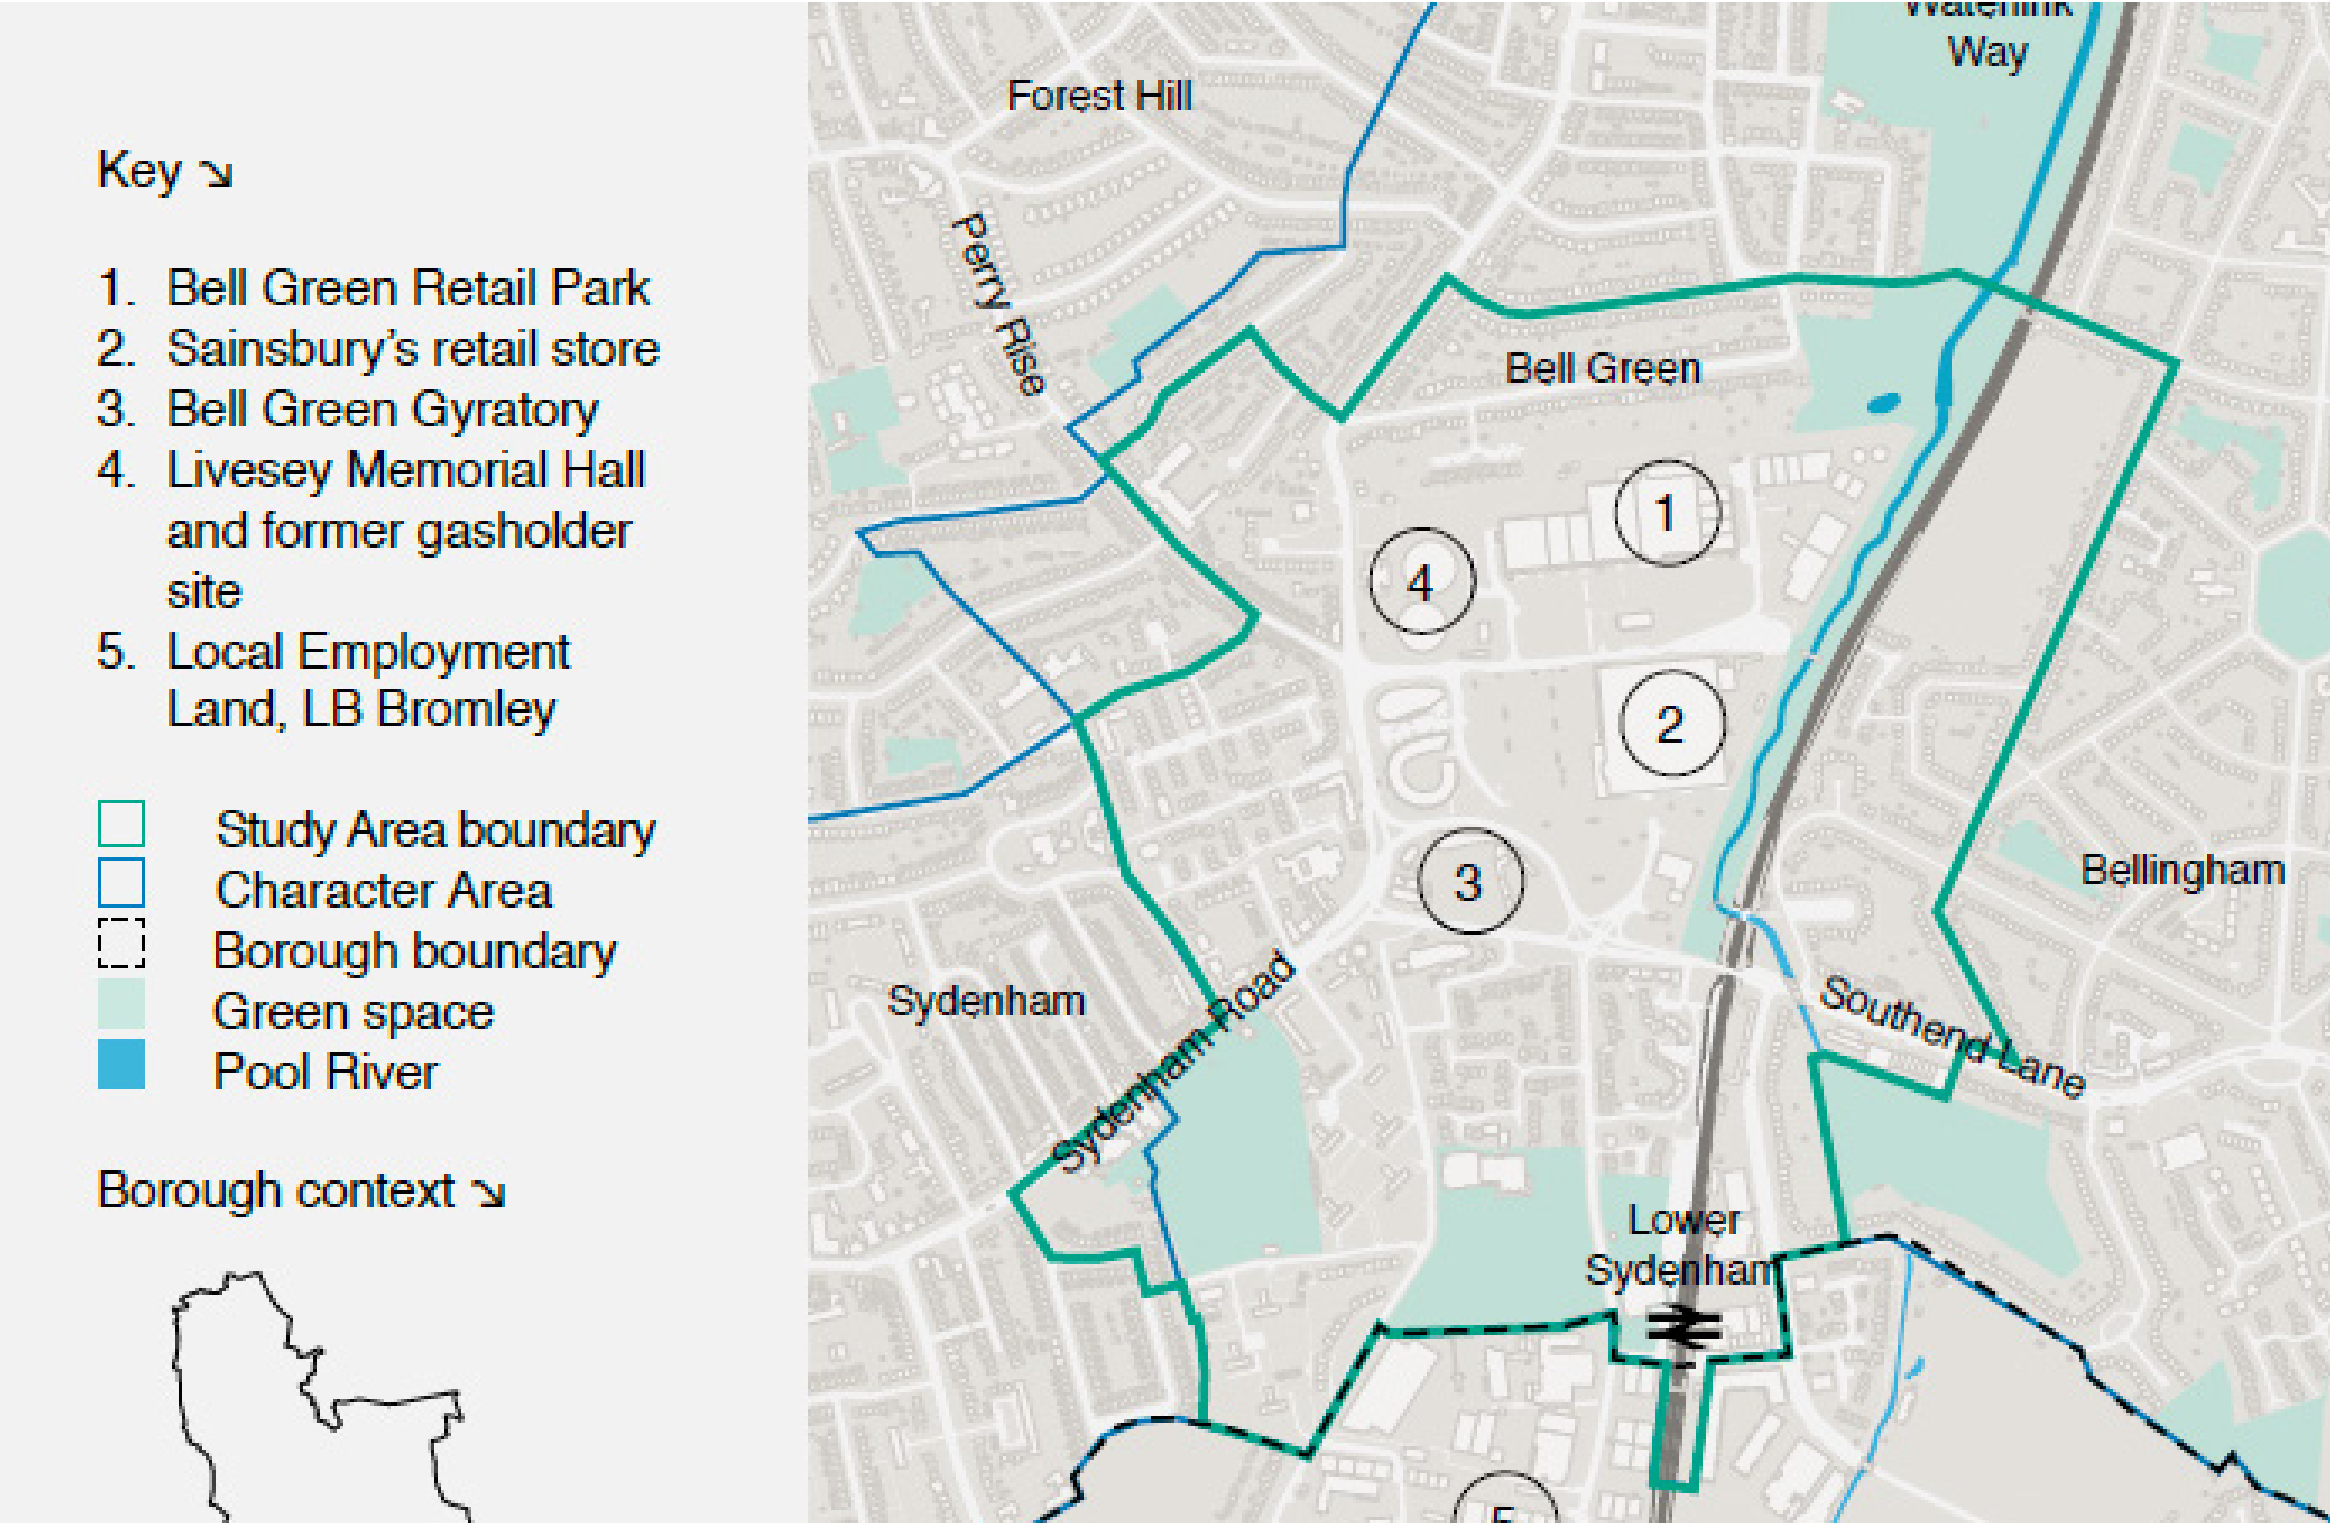 Key ↘
1. Bell Green Retail Park
2. Sainsbury's retail store
3. Bell Green Gyratory
4. Livesey Memorial Hall
and former gasholder
site
5. Local Employment
Land, LB Bromley
Study Area boundary
Character Area
Borough boundary
Green space
Pool River
Borough context ↘
Waterlink
Way
Forest Hill
Perry Rise
Bell Green
1
4
2
3
Bellingham
Sydenham
Sydenham Road
Southend Lane
Lower
Sydenham
5